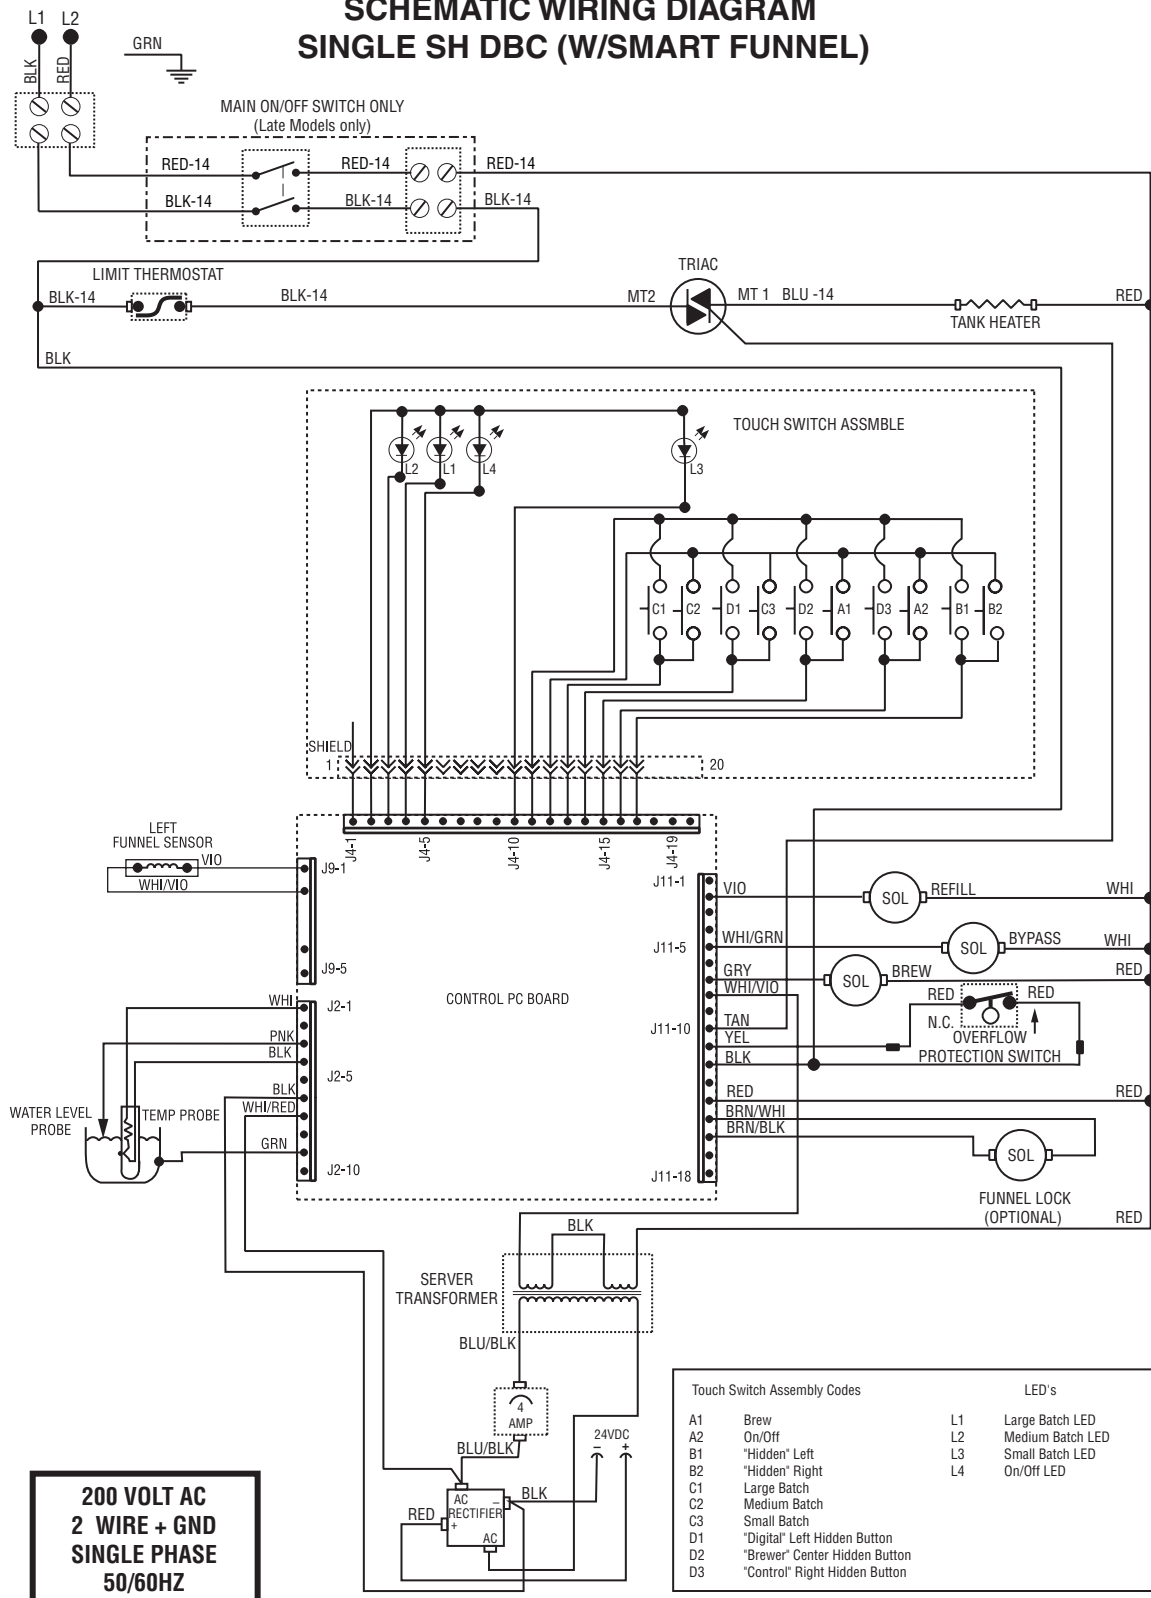 SCHEMATIC WIRING DIAGRAM
SINGLE SH DBC (W/SMART FUNNEL)
L1 L2
GRN
BLK
RED
MAIN ON/OFF SWITCH ONLY
(Late Models only)
RED-14 RED-14 RED-14
BLK-14 BLK-14 BLK-14
LIMIT THERMOSTAT
TRIAC
BLK-14 BLK-14 MT2 MT 1 BLU -14 RED
TANK HEATER
BLK
TOUCH SWITCH ASSMBLE
L2 L1 L4 L3
C1 C2 D1 C3 D2 A1 D3 A2 B1 B2
SHIELD
1 20
J4-1 J4-5 J4-10 J4-15 J4-19
LEFT
FUNNEL SENSOR
VIO
WHI/VIO
J9-1
J9-5
J11-1
VIO SOL REFILL WHI
J11-5
WHI/GRN SOL BYPASS WHI
GRY SOL BREW RED
WHI/VIO
CONTROL PC BOARD
RED RED
N.C.
OVERFLOW
PROTECTION SWITCH
J11-10
TAN
YEL
BLK
RED RED
BRN/WHI
BRN/BLK
SOL
J11-18
FUNNEL LOCK
(OPTIONAL)
RED
WHI J2-1
PNK
BLK
J2-5
BLK
WHI/RED
GRN
J2-10
WATER LEVEL
PROBE
TEMP PROBE
BLK
SERVER
TRANSFORMER
BLU/BLK
4
AMP
BLU/BLK
24VDC
– +
BLK
RED
AC –
RECTIFIER
+
AC
200 VOLT AC
2 WIRE + GND
SINGLE PHASE
50/60HZ
Touch Switch Assembly Codes
A1 Brew
A2 On/Off
B1 "Hidden" Left
B2 "Hidden" Right
C1 Large Batch
C2 Medium Batch
C3 Small Batch
D1 "Digital" Left Hidden Button
D2 "Brewer" Center Hidden Button
D3 "Control" Right Hidden Button
LED's
L1 Large Batch LED
L2 Medium Batch LED
L3 Small Batch LED
L4 On/Off LED